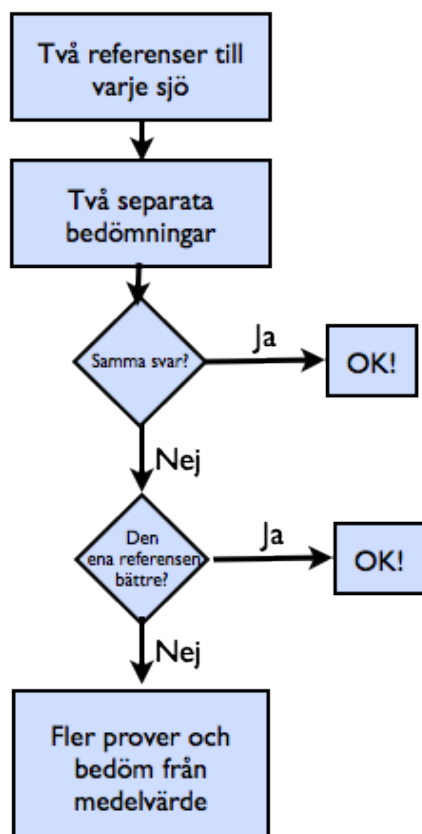 Två referenser till
varje sjö
Två separata
bedömningar
Samma svar?
Ja
OK!
Nej
Den
ena referensen
bättre?
Ja
OK!
Nej
Fler prover och
bedöm från
medelvärde